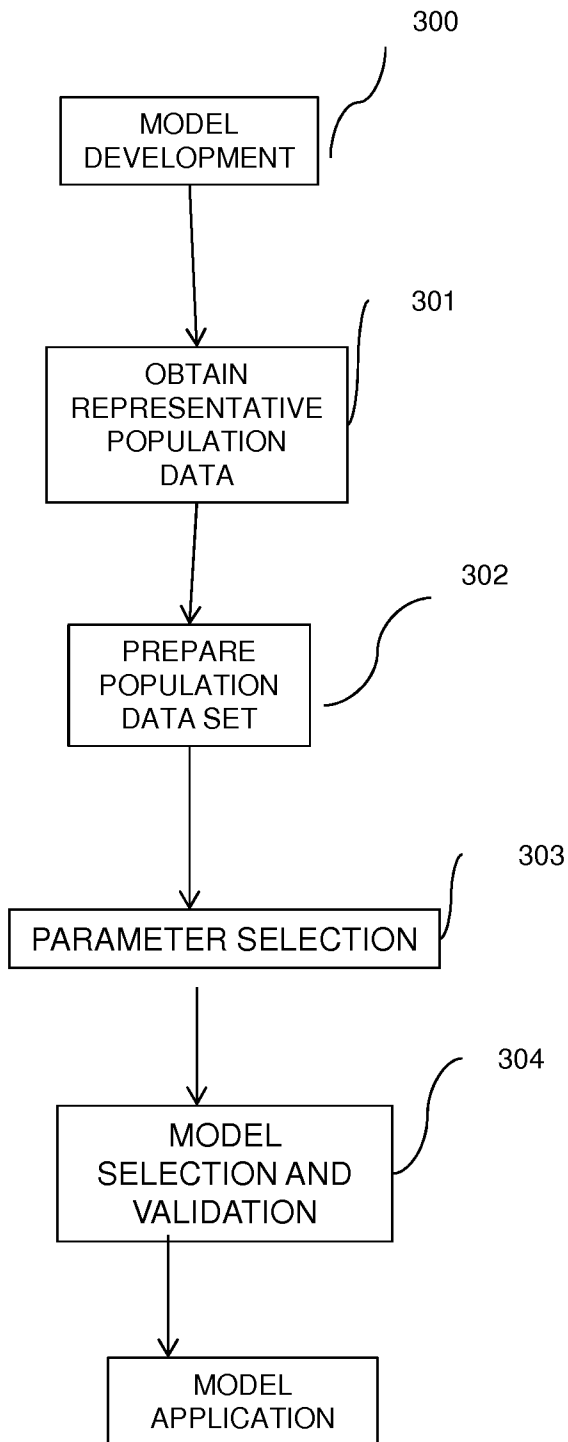 300
MODEL
DEVELOPMENT
301
OBTAIN
REPRESENTATIVE
POPULATION
DATA
302
PREPARE
POPULATION
DATA SET
303
PARAMETER SELECTION
304
MODEL
SELECTION AND
VALIDATION
MODEL
APPLICATION